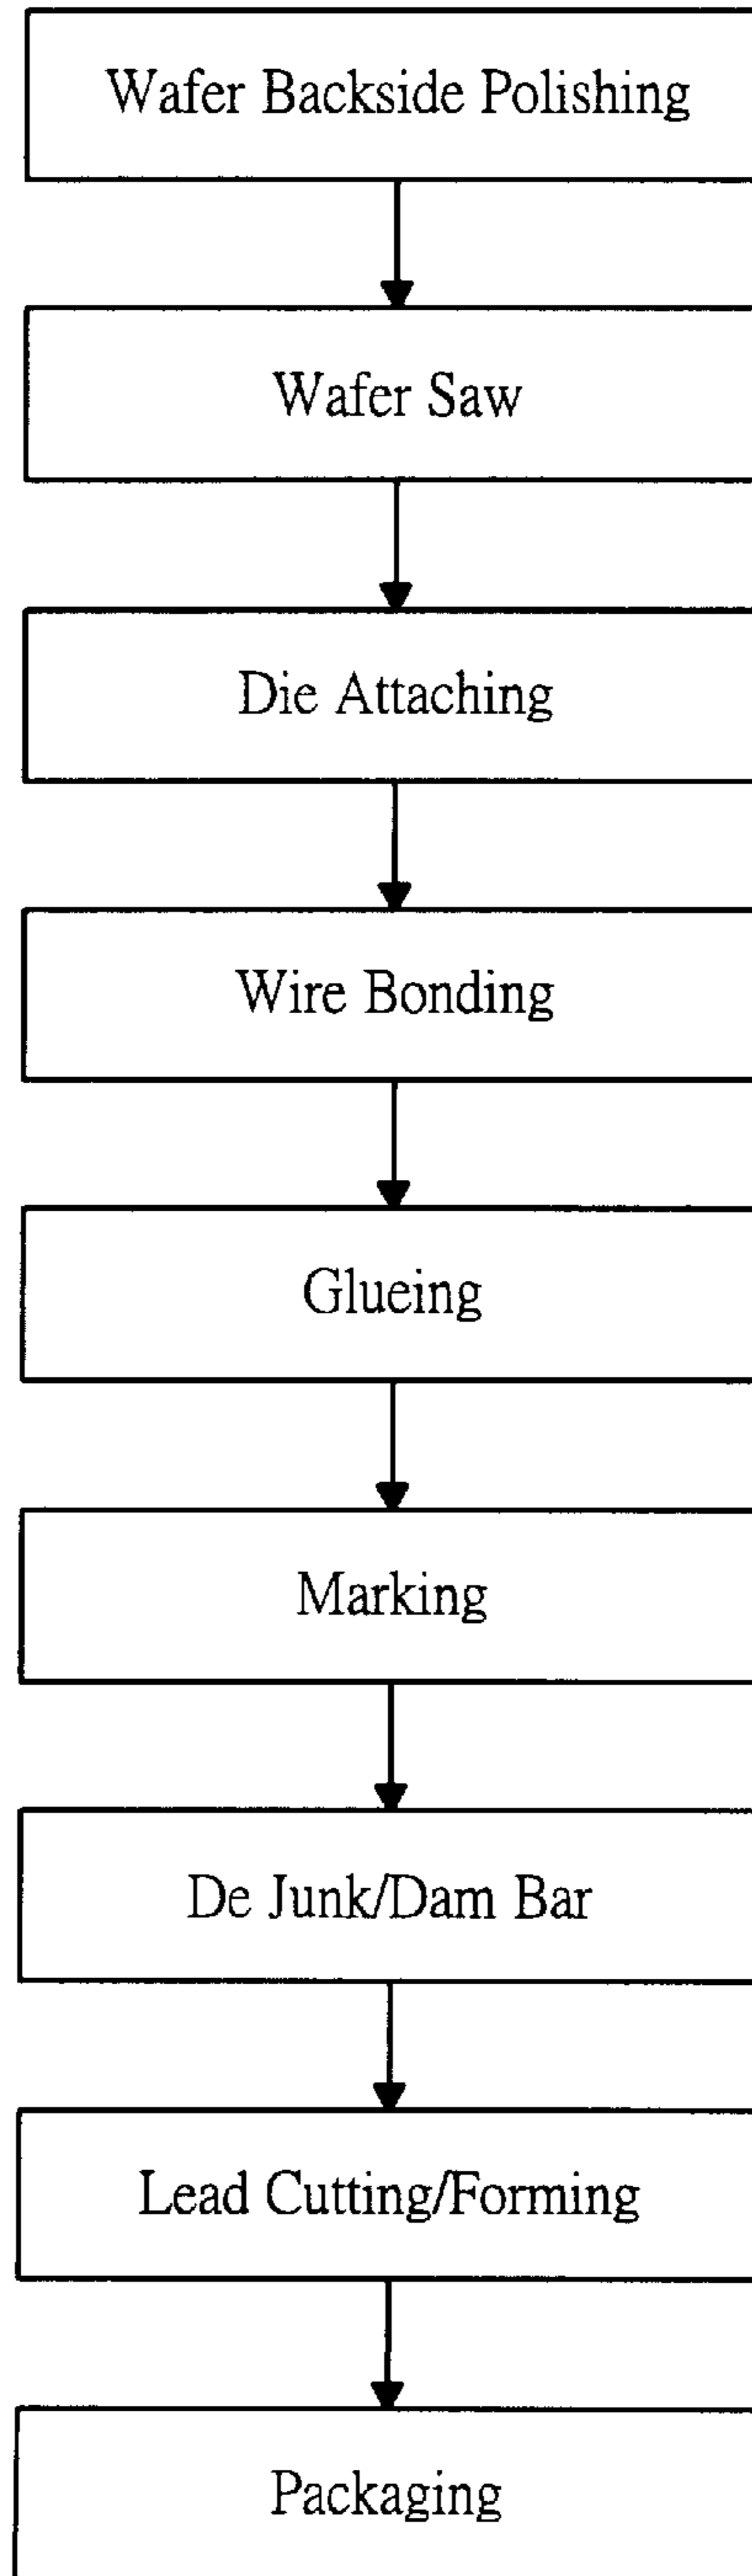 Wafer Backside Polishing
Wafer Saw
Die Attaching
Wire Bonding
Glueing
Marking
De Junk/Dam Bar
Lead Cutting/Forming
Packaging